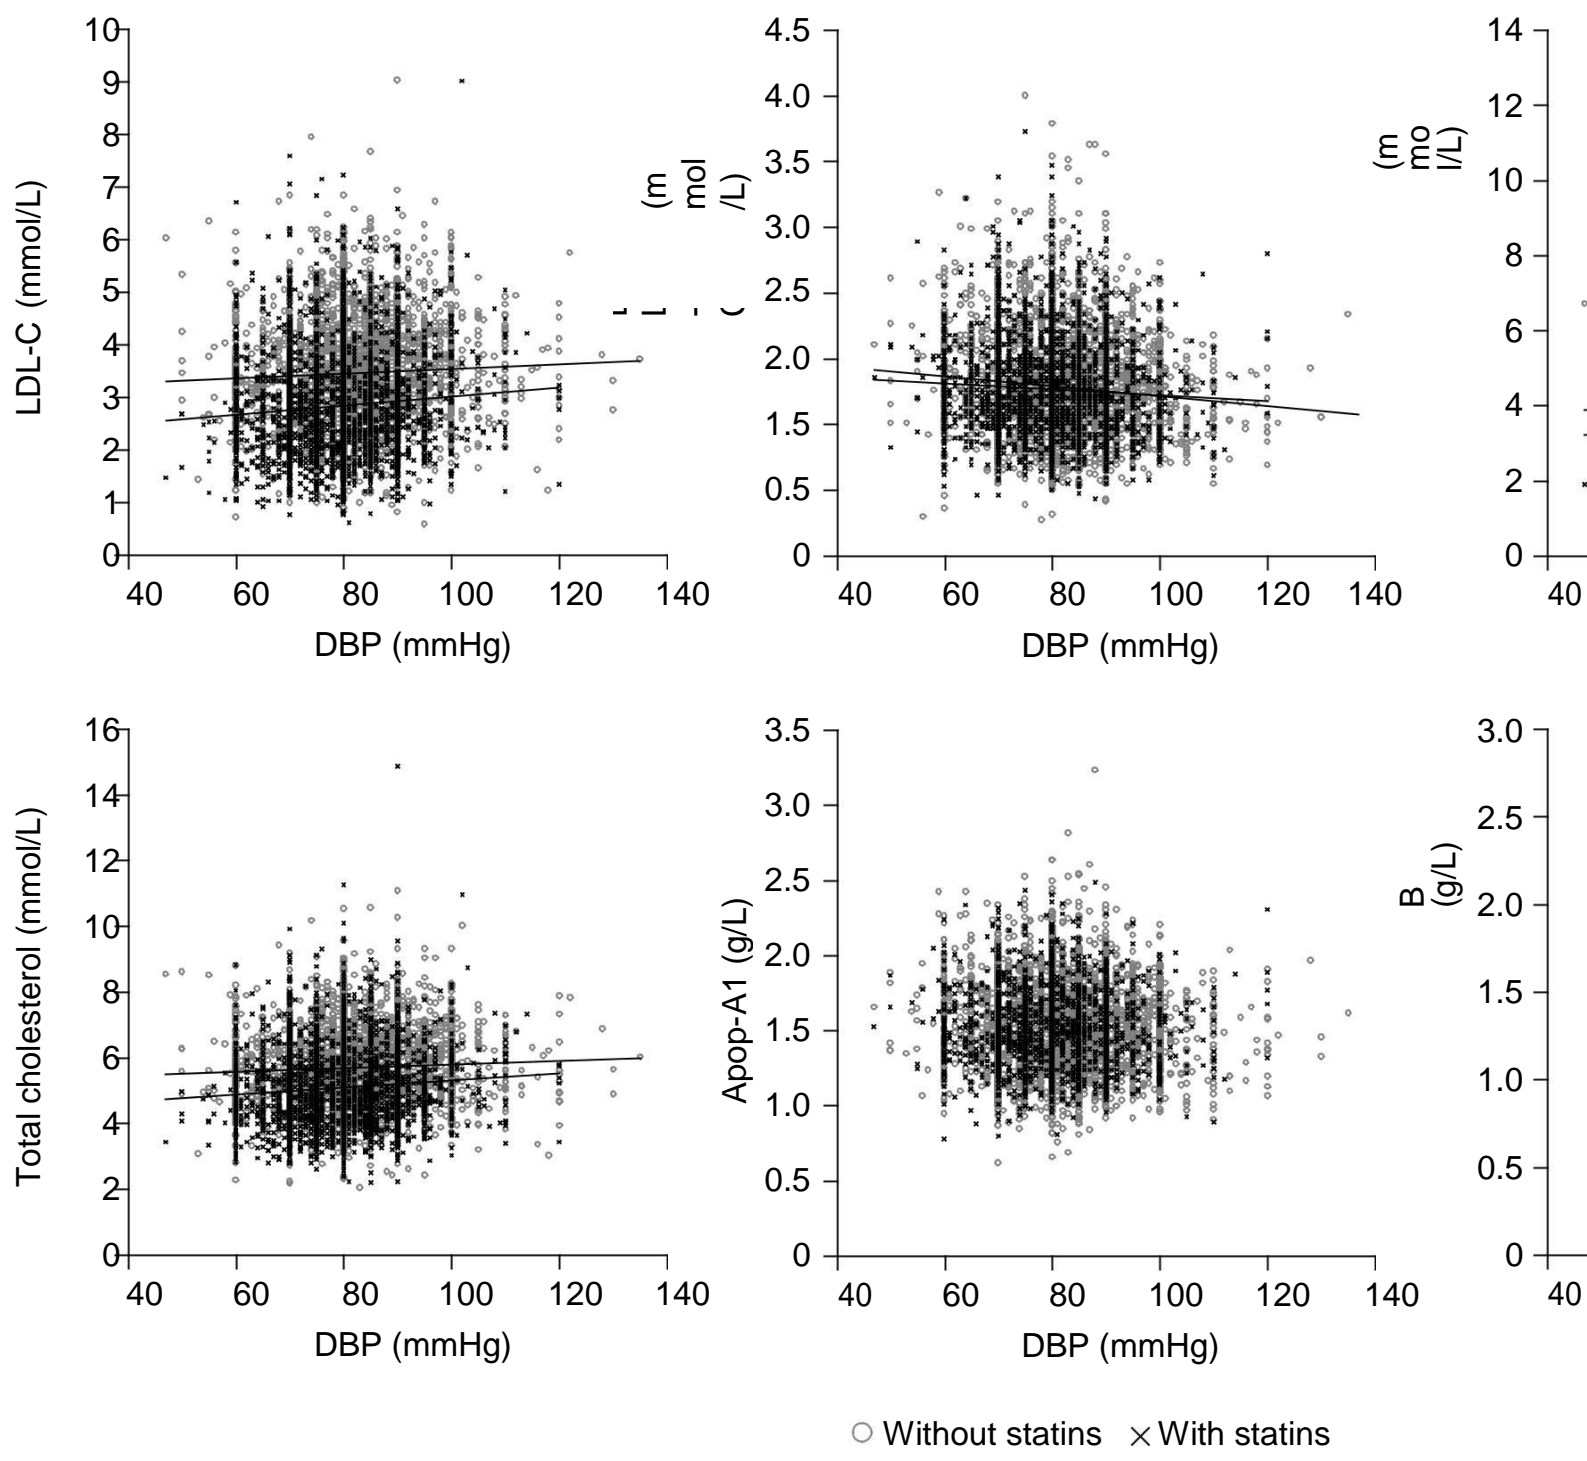 10
9
8
7
6
5
4
3
2
1
0
LDL-C (mmol/L)
40 60 80 100 120 140
DBP (mmHg)
4.5
4.0
3.5
3.0
2.5
2.0
1.5
0.5
0
(m
mol
/L)
40 60 80 100 120 140
DBP (mmHg)
14
12
10
8
6
4
2
0
(m
mo
l/L)
40
16
14
12
10
8
6
4
2
0
Total cholesterol (mmol/L)
40 60 80 100 120 140
DBP (mmHg)
3.5
3.0
2.5
2.0
1.5
1.0
0.5
0
Apop-A1 (g/L)
40 60 80 100 120 140
DBP (mmHg)
3.0
2.5
2.0
1.5
1.0
0.5
0
B
(g/L)
40
Without statins With statins